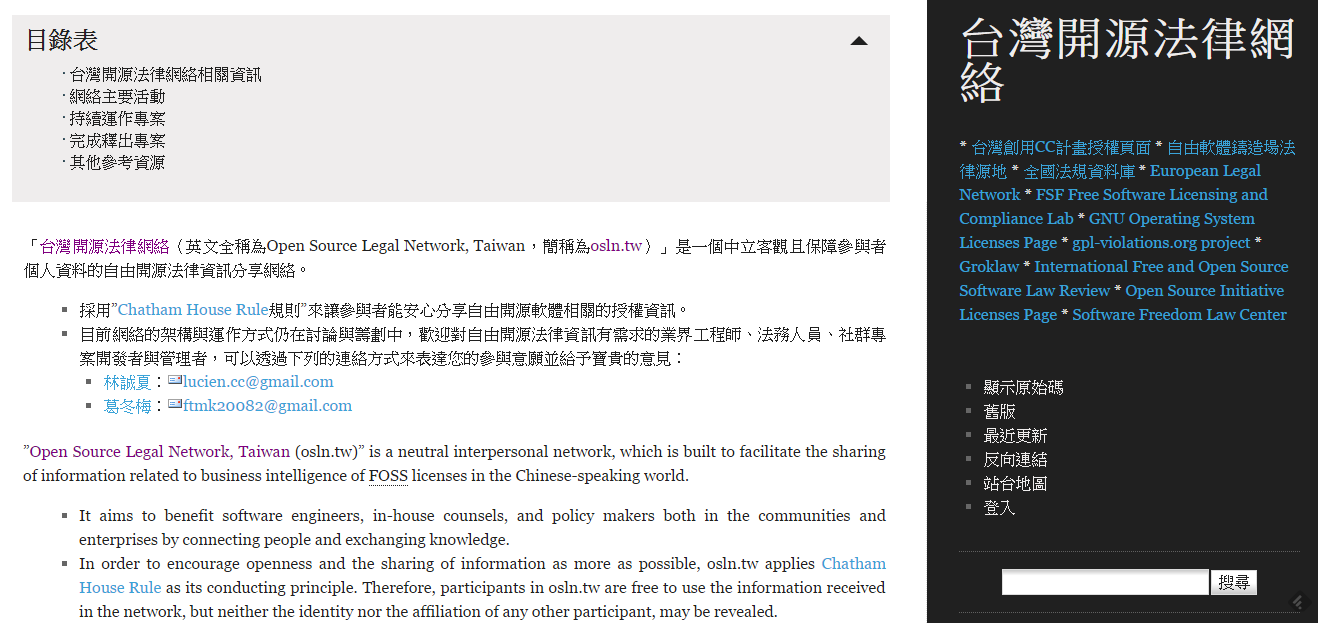 目錄表
· 台灣開源法律網絡相關資訊
· 網絡主要活動
· 持續運作專案
· 完成釋出專案
· 其他參考資源
「台灣開源法律網絡（英文全稱為Open Source Legal Network, Taiwan，簡稱為osln.tw）」是一個中立客觀且保障參與者
個人資料的自由開源法律資訊分享網絡。
採用”Chatham House Rule規則”來讓參與者能安心分享自由開源軟體相關的授權資訊。
目前網絡的架構與運作方式仍在討論與籌劃中，歡迎對自由開源法律資訊有需求的業界工程師、法務人員、社群專
案開發者與管理者，可以透過下列的連絡方式來表達您的參與意願並給予寶貴的意見：
林誠夏：lucien.cc@gmail.com
葛冬梅：ftmk20082@gmail.com
”Open Source Legal Network, Taiwan (osln.tw)” is a neutral interpersonal network, which is built to facilitate the sharing
of information related to business intelligence of FOSS licenses in the Chinese-speaking world.
It aims to benefit software engineers, in-house counsels, and policy makers both in the communities and
enterprises by connecting people and exchanging knowledge.
In order to encourage openness and the sharing of information as more as possible, osln.tw applies Chatham
House Rule as its conducting principle. Therefore, participants in osln.tw are free to use the information received
in the network, but neither the identity nor the affiliation of any other participant, may be revealed.
台灣開源法律網
絡
* 台灣創用CC計畫授權頁面 * 自由軟體鑄造場法
律源地 * 全國法規資料庫 * European Legal
Network * FSF Free Software Licensing and
Compliance Lab * GNU Operating System
Licenses Page * gpl-violations.org project *
Groklaw * International Free and Open Source
Software Law Review * Open Source Initiative
Licenses Page * Software Freedom Law Center
顯示原始碼
舊版
最近更新
反向連結
站台地圖
登入
搜尋